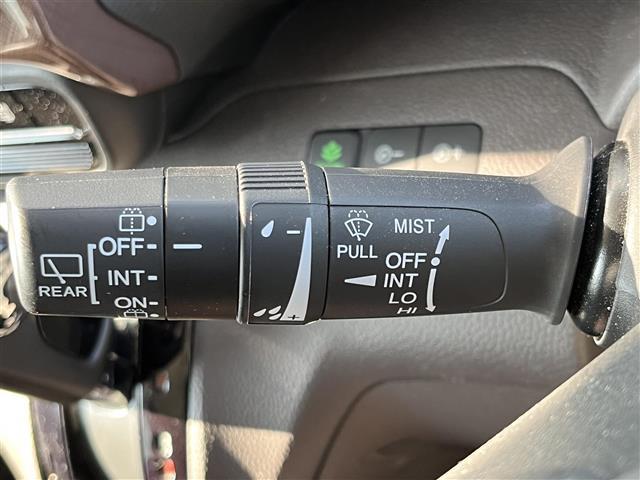 OFF
INT
ON
REAR
−
+
PULL
MIST
OFF
INT
LO
HI